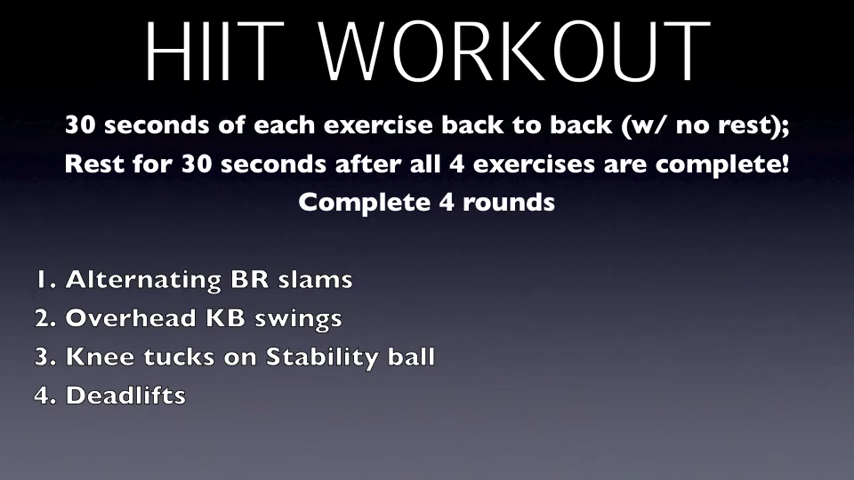 HIIT WORKOUT
30 seconds of each exercise back to back (w/ no rest);
Rest for 30 seconds after all 4 exercises are complete!
Complete 4 rounds
1. Alternating BR slams
2. Overhead KB swings
3. Knee tucks on Stability ball
4. Deadlifts